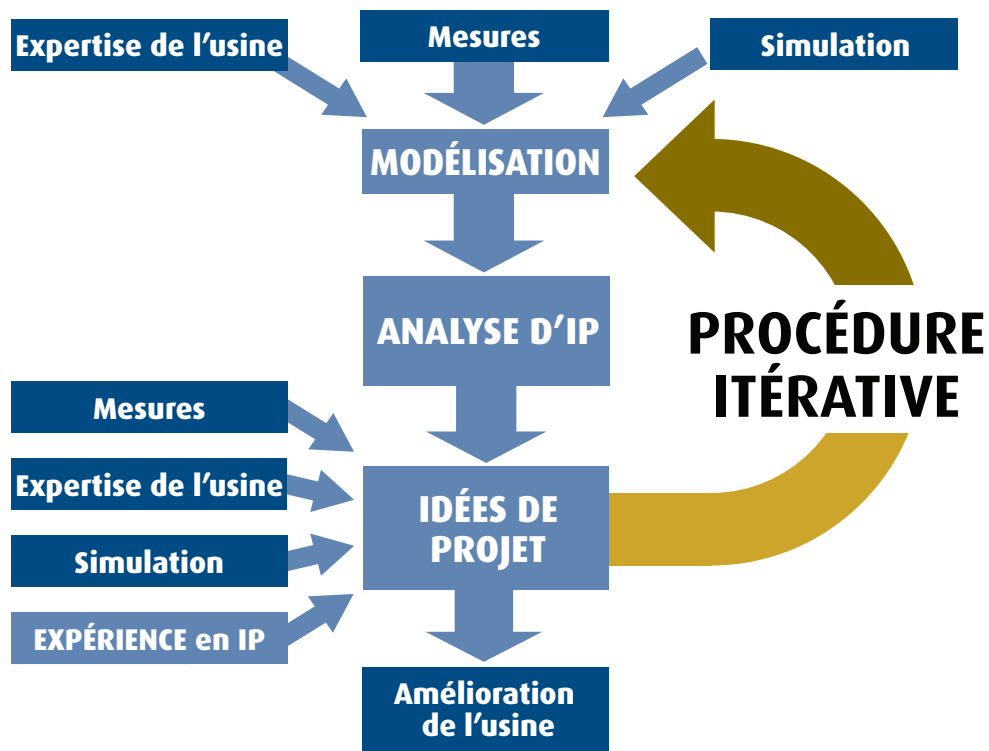 Expertise de l'usine
Mesures
Simulation
MODÉLISATION
ANALYSE D'IP
PROCÉDURE
ITÉRATIVE
Mesures
Expertise de l'usine
Simulation
EXPÉRIENCE en IP
IDÉES DE
PROJET
Amélioration
de l'usine